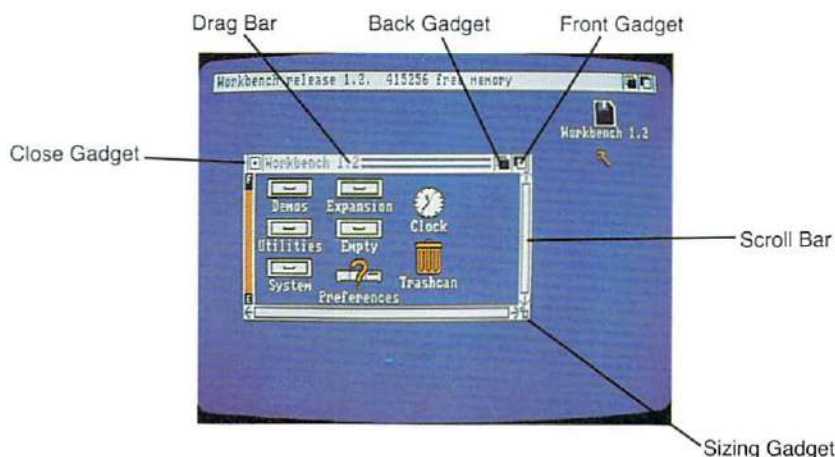 Drag Bar
Back Gadget
Front Gadget
Workbench release 1.2. 415256 free memory
Workbench 1.2
Close Gadget
Workbench 1.2
F
Demos
Expansion
Clock
Utilities
Empty
Scroll Bar
System
Preferences
Trashcan
E
Sizing Gadget